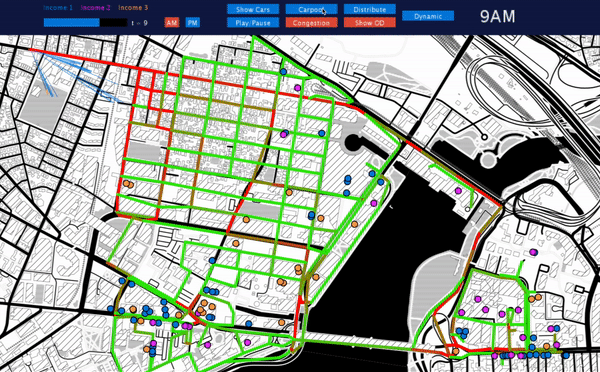 Income 1 Income 2 Income 3
t - 9 AM PM
Show Cars Carpool Distribute
Play/Pause Congestion Show OD
Dynamic
9AM